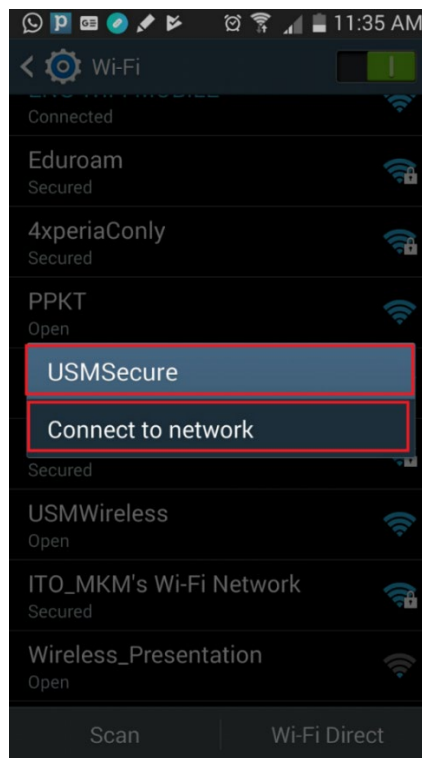 11:35 AM
Wi-Fi
Connected
Eduroam
Secured
4xperiaConly
Secured
PPKT
Open
USMSecure
Connect to network
Secured
USMWireless
Open
ITO_MKM's Wi-Fi Network
Secured
Wireless_Presentation
Open
Scan
Wi-Fi Direct